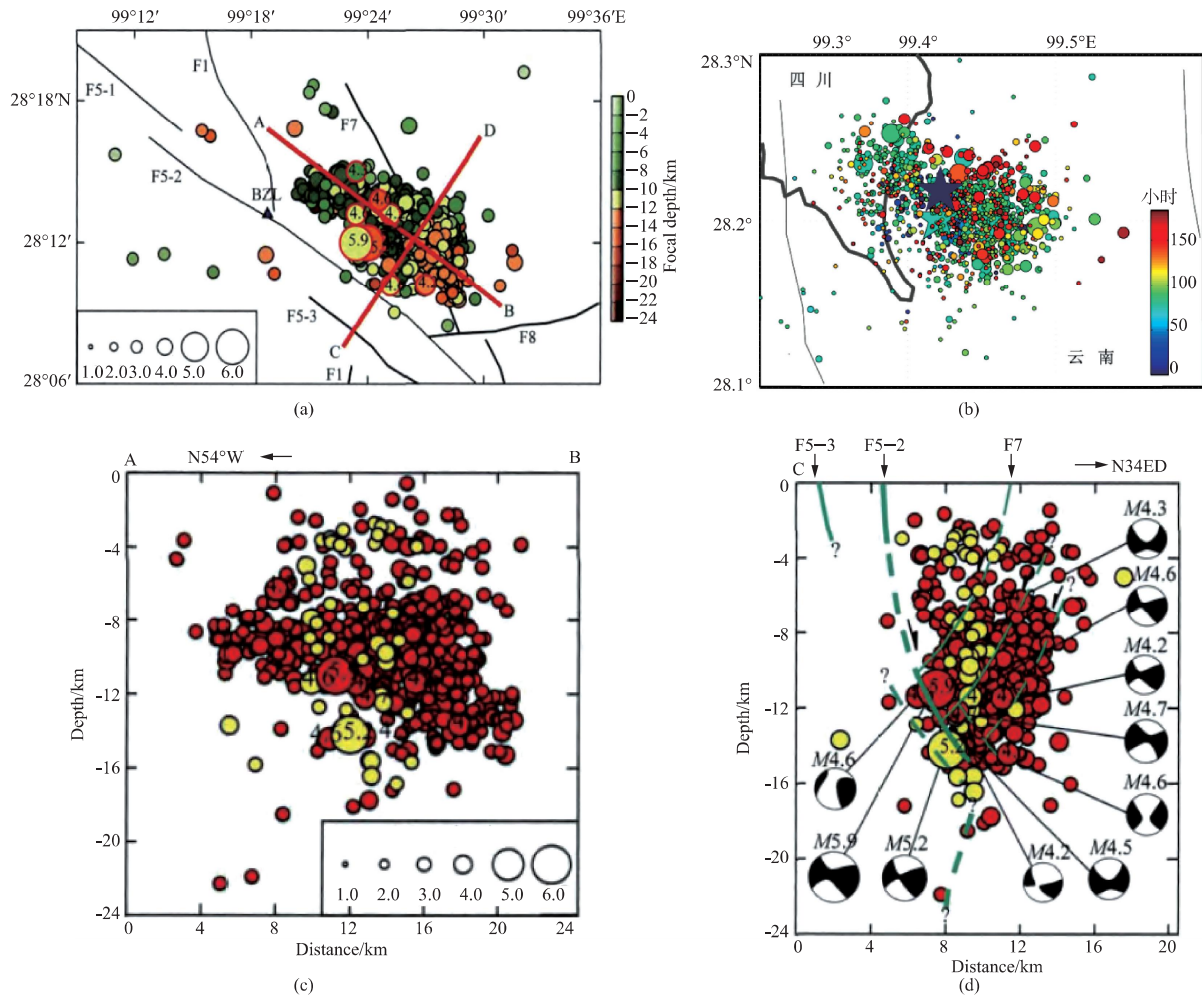 99°12′ 99°18′ 99°24′ 99°30′ 99°36′E
28°18′N
28°12′
28°06′
F1
F5-1
F7
A
D
F5-2
BZL
4.6
5.9
B
F5-3
C
F8
F1
1.0 2.0 3.0 4.0 5.0 6.0
0
-2
-4
-6
-8
-10
-12
-14
-16
-18
-20
-22
-24
Focal depth/km
(a)
99.3° 99.4° 99.5°E
28.3°N
28.2°
28.1°
四川
云南
小时
150
100
50
0
(b)
A N54°W B
0
-4
-8
-12
-16
-20
-24
Depth/km
5.2
1.0 2.0 3.0 4.0 5.0 6.0
0 4 8 12 16 20 24
Distance/km
(c)
F5-3 F5-2 F7
C N34ED
0
-4
-8
-12
-16
-20
-24
Depth/km
?
?
?
?
?
?
5.2
M4.3
M4.6
M4.2
M4.7
M4.6
M4.6
M5.9
M5.2
M4.2
M4.5
0 4 8 12 16 20
Distance/km
(d)